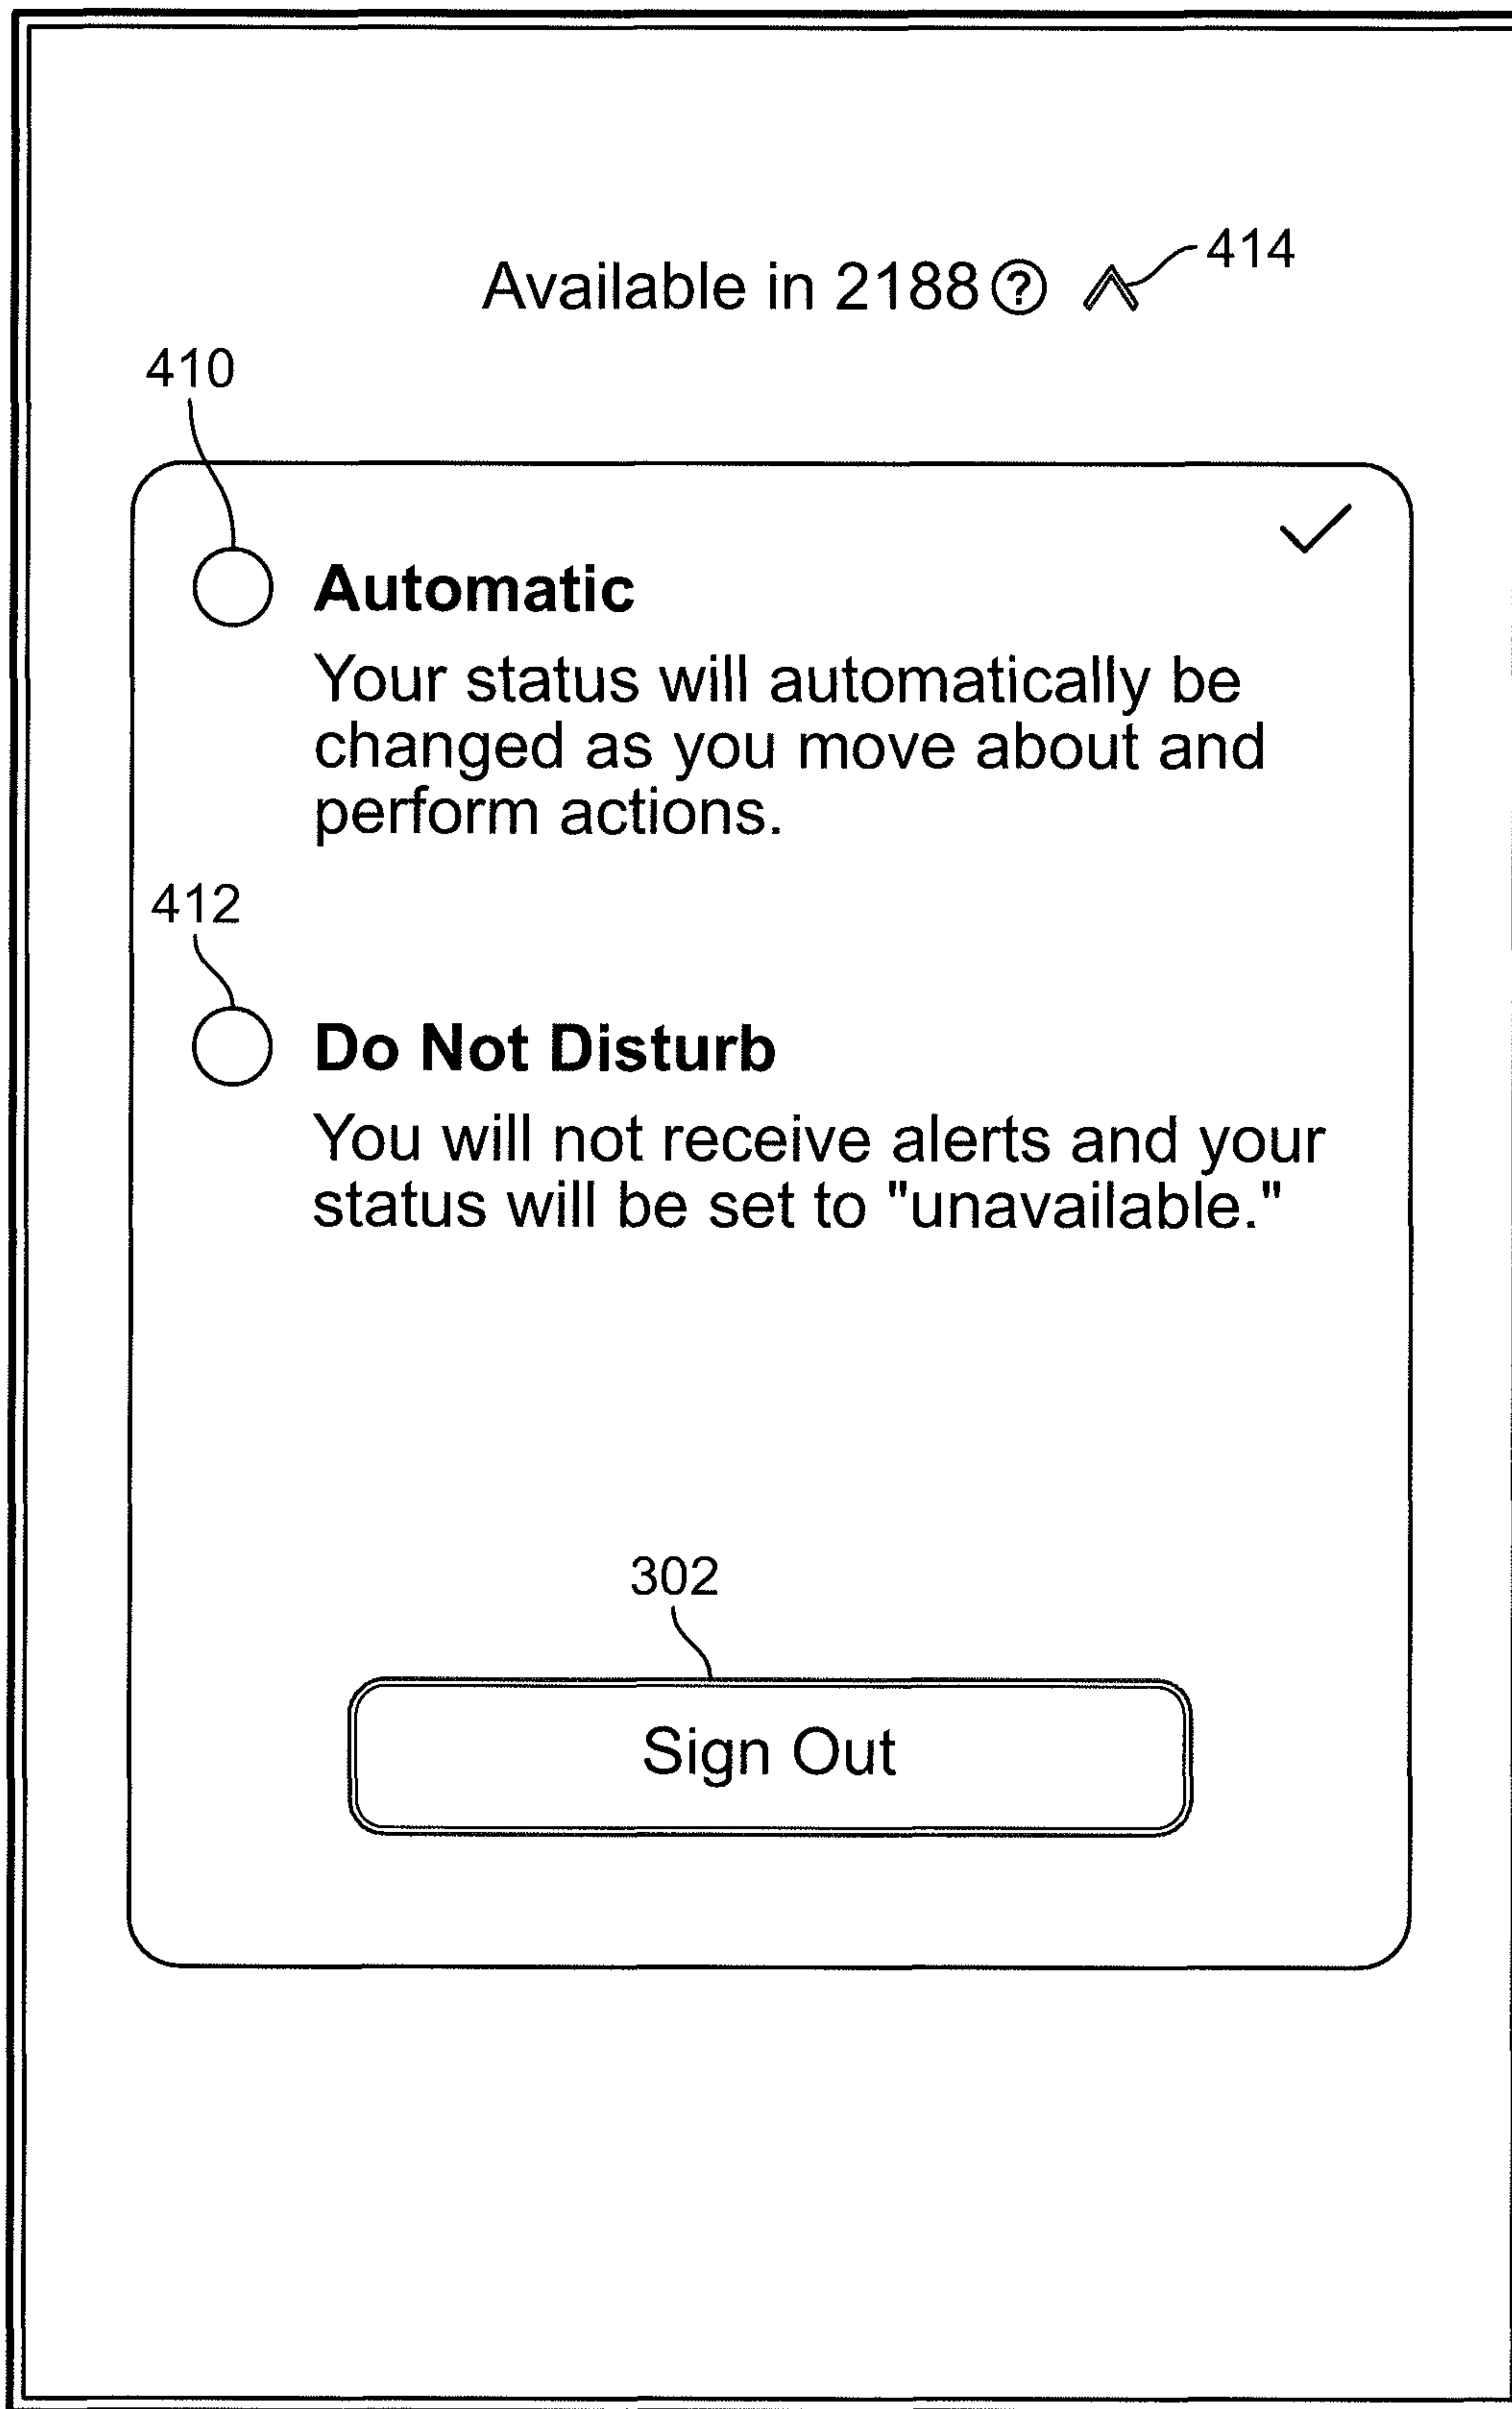 Available in 2188 ? 414
410
Automatic
Your status will automatically be
changed as you move about and
perform actions.
412
Do Not Disturb
You will not receive alerts and your
status will be set to "unavailable."
302
Sign Out